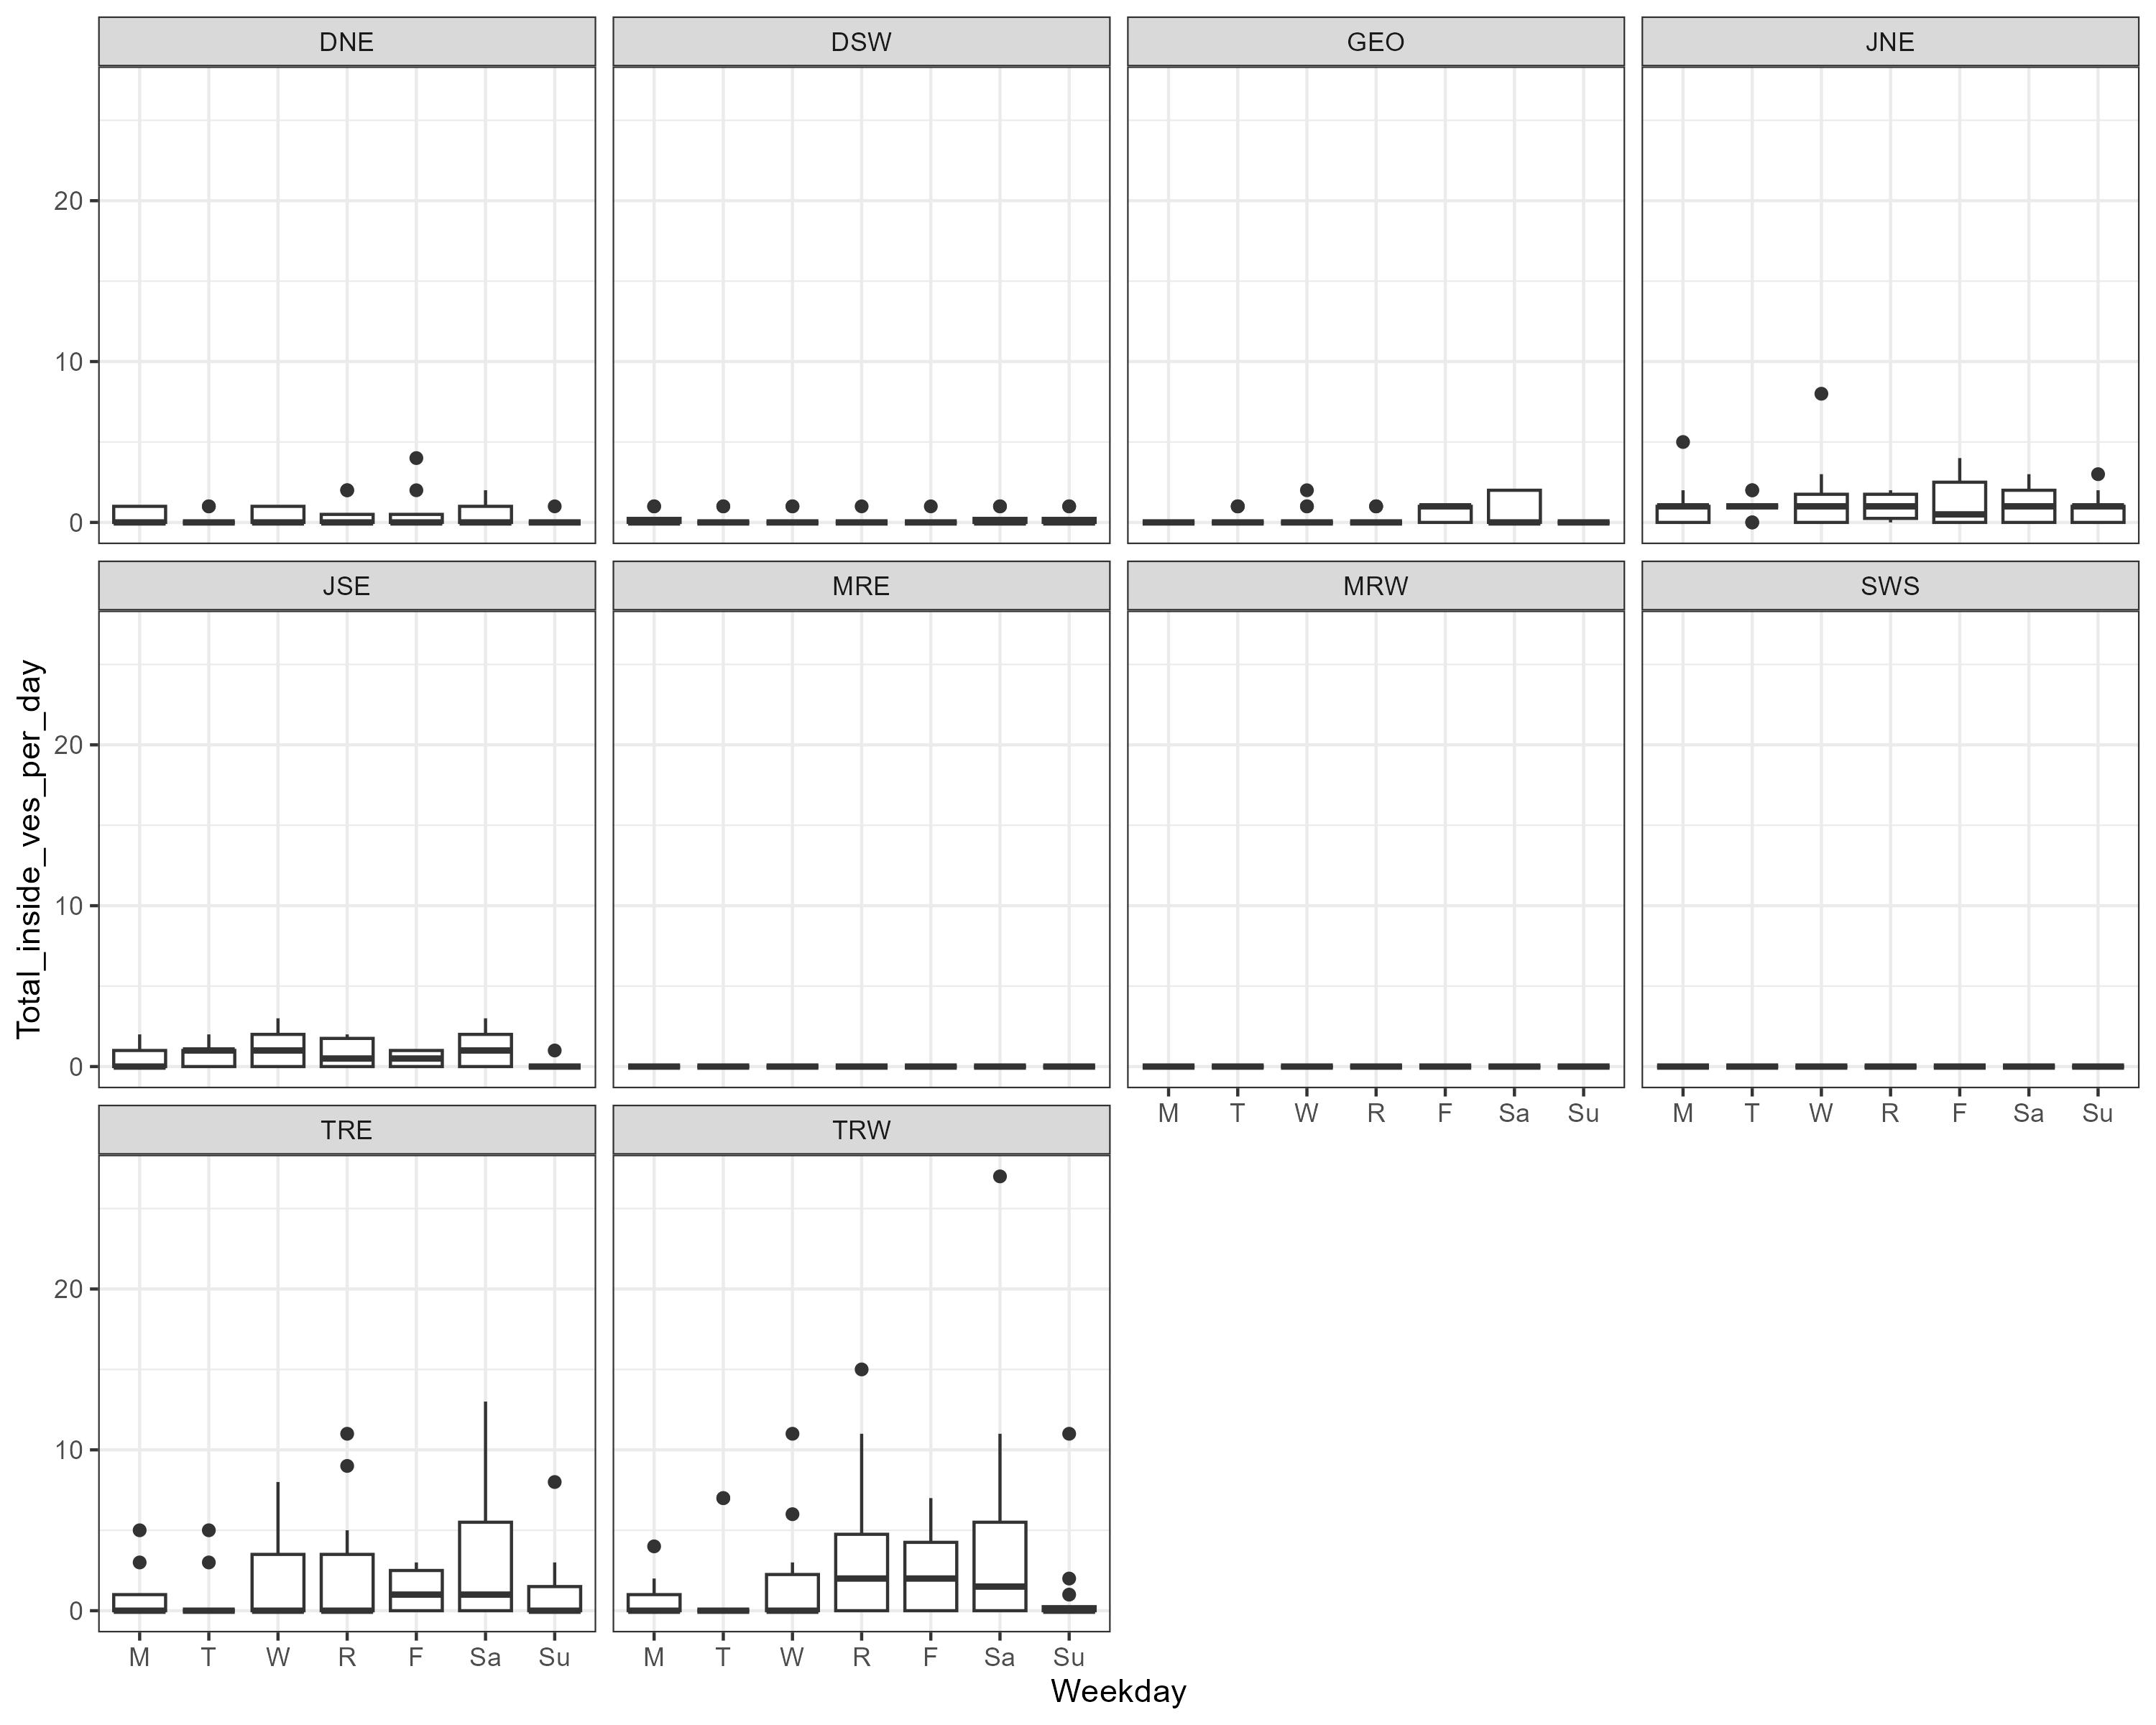 DNE DSW GEO JNE
20
10
0
JSE MRE MRW SWS
20
10
0
M T W R F Sa Su M T W R F Sa Su
TRE TRW
20
10
0
M T W R F Sa Su M T W R F Sa Su
Weekday
Total_inside_ves_per_day